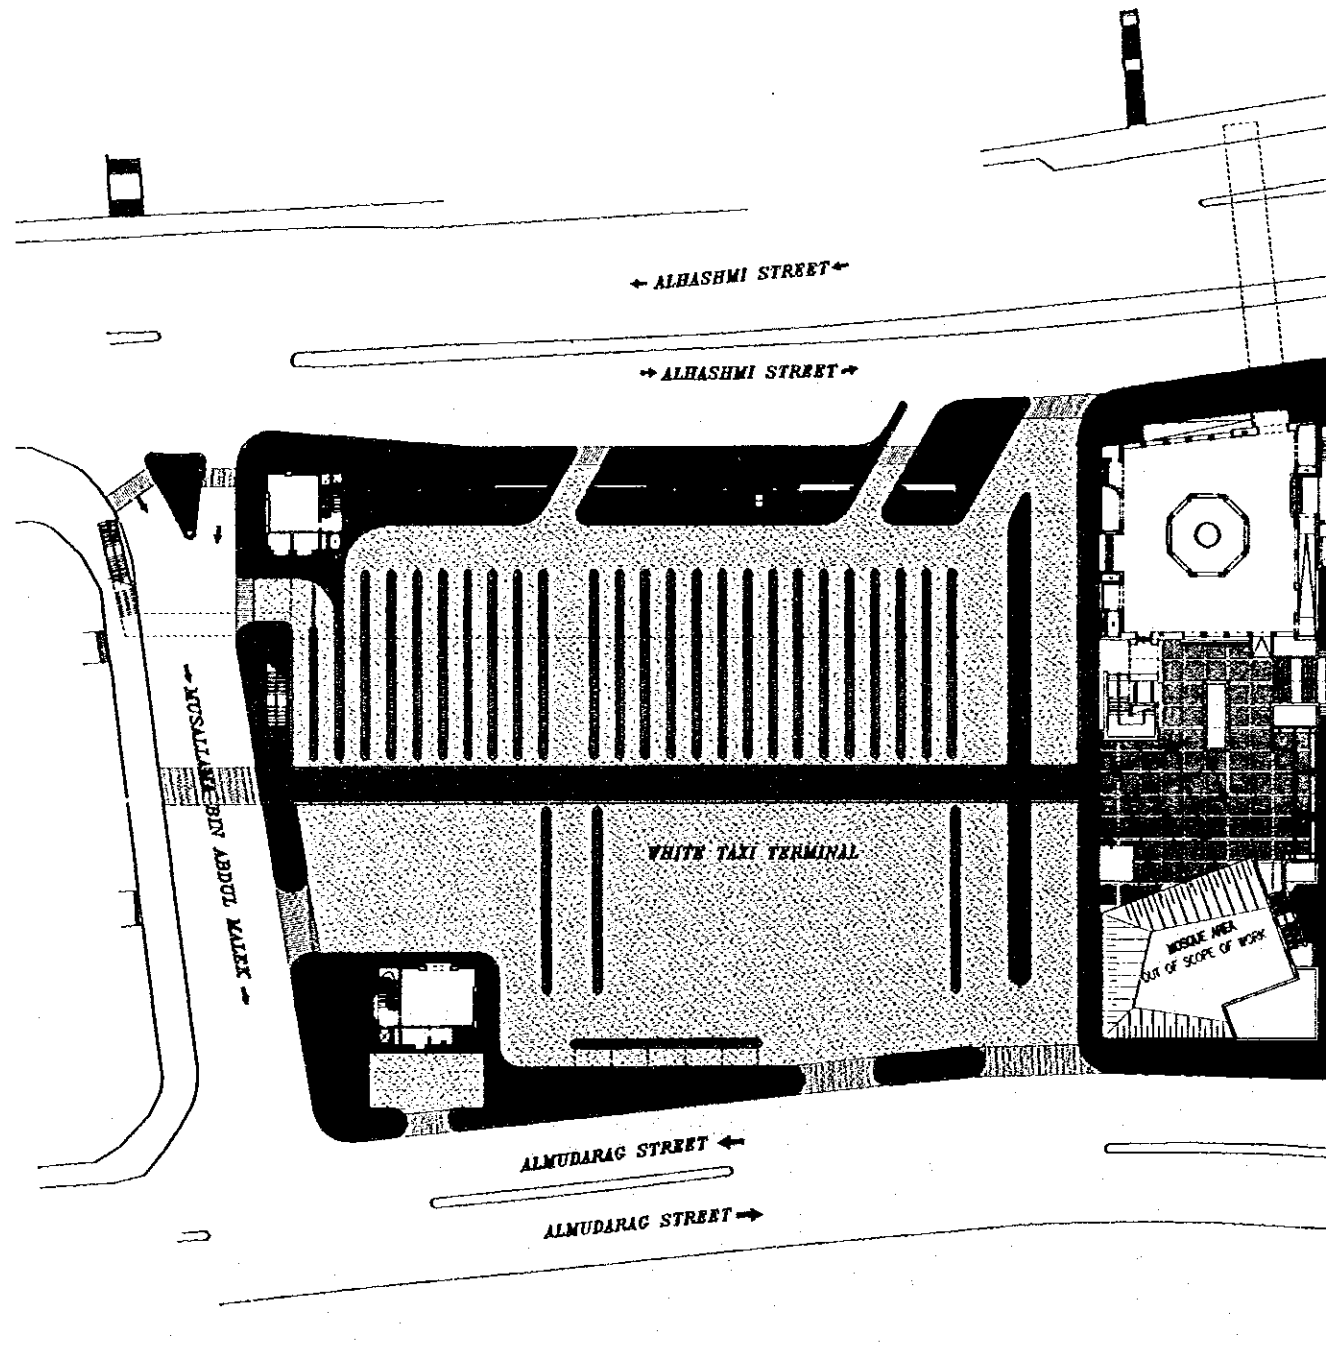 ALHASHMI STREET
ALHASHMI STREET
WHITE TAXI TERMINAL
MOSQUE AREA
OUT OF SCOPE OF WORK
BIN ABDUL MALEK
ALMUDARAG STREET
ALMUDARAG STREET